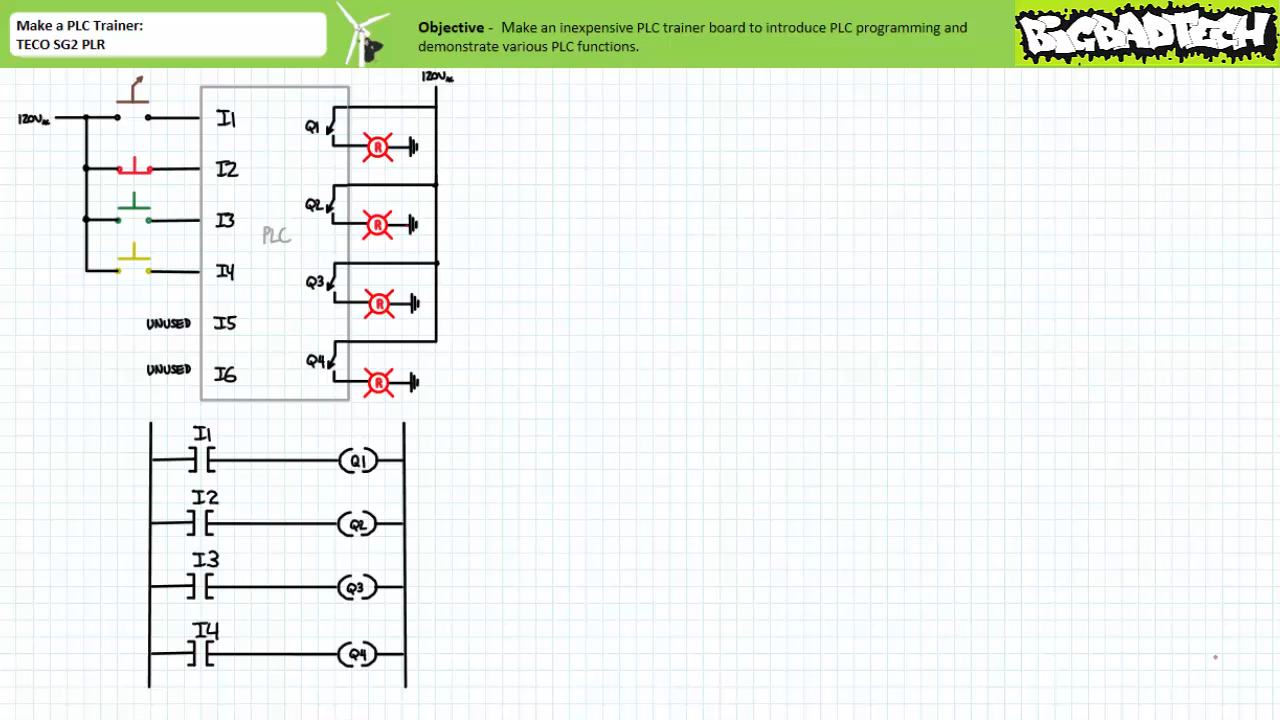 Make a PLC Trainer:
TECO SG2 PLR
Objective - Make an inexpensive PLC trainer board to introduce PLC programming and
demonstrate various PLC functions.
BIGBADTECH
120VAC
120VAC
I1
I2
I3
I4
UNUSED I5
UNUSED I6
PLC
Q1
R
Q2
R
Q3
R
Q4
R
I1
Q1
I2
Q2
I3
Q3
I4
Q4